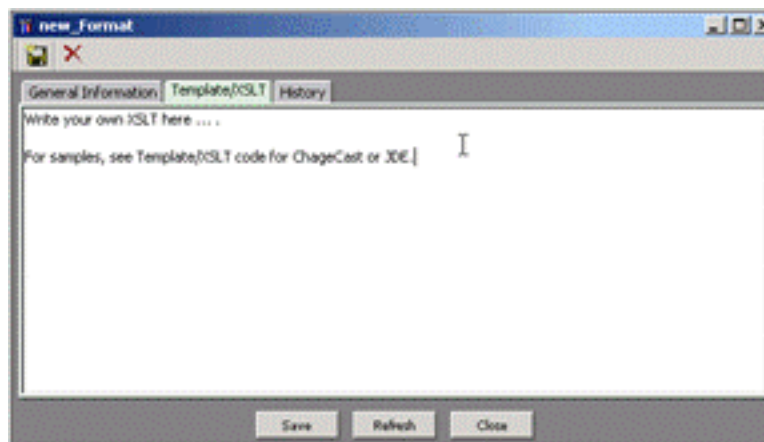 new_Format
General Information Template/XSLT History
Write your own XSLT here ... .
For samples, see Template/XSLT code for ChageCast or JDE.
Save Refresh Close